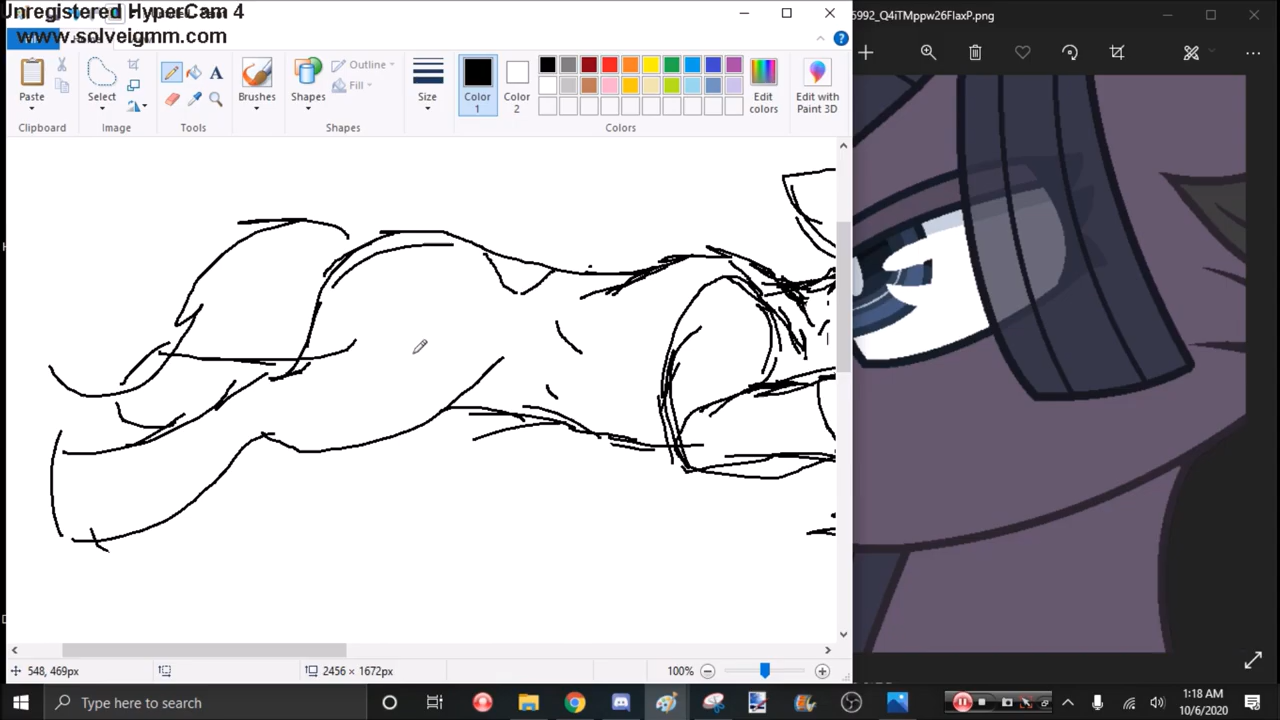 Unregistered HyperCam 4
www.solveigmm.com
5992_Q4iTMppw26FlaxP.png
Paste
Select
Brushes
Shapes
Outline
Fill
Size
Color
1
Color
2
Edit
colors
Edit with
Paint 3D
Clipboard
Image
Tools
Shapes
Colors
548, 469px
2456 × 1672px
100%
Type here to search
1:18 AM
10/6/2020